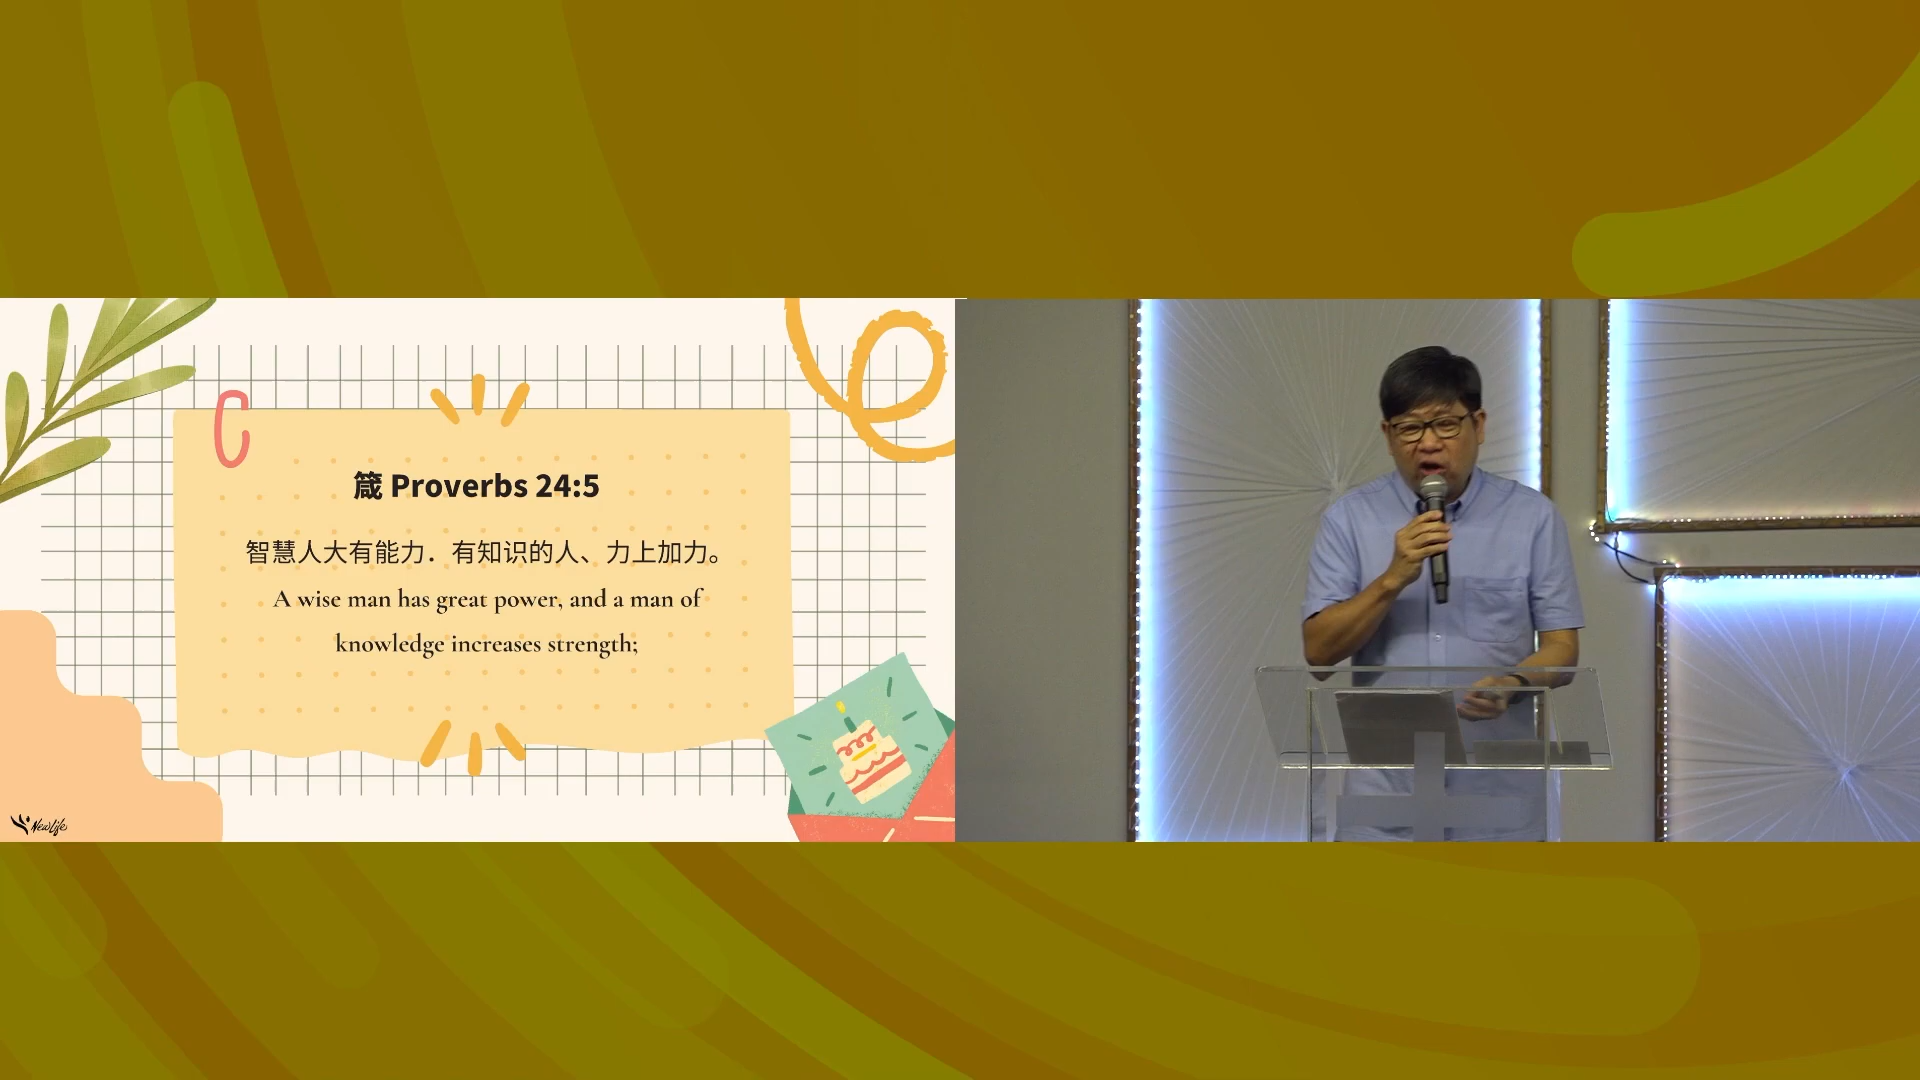 箴 Proverbs 24:5
智慧人大有能力．有知识的人、力上加力。
A wise man has great power, and a man of
knowledge increases strength;
NewLife